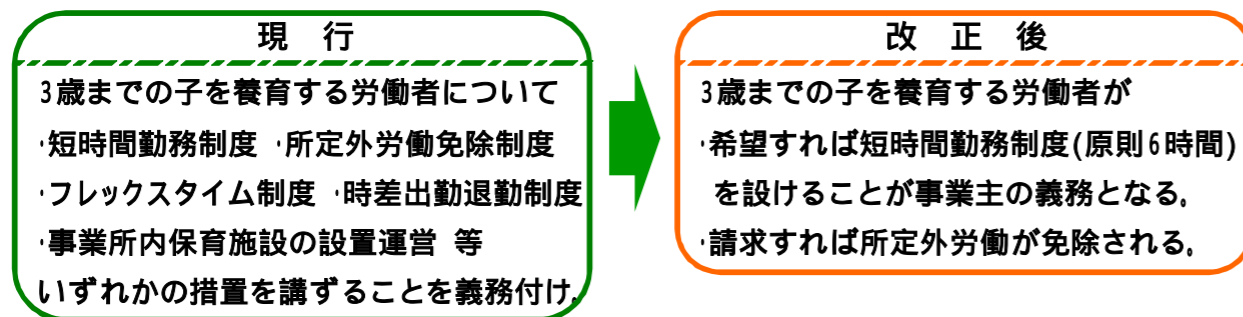 現　行
3歳までの子を養育する労働者について
・短時間勤務制度 ・所定外労働免除制度
・フレックスタイム制度 ・時差出勤退勤制度
・事業所内保育施設の設置運営 等
いずれかの措置を講ずることを義務付け。
改　正　後
3歳までの子を養育する労働者が
・希望すれば短時間勤務制度(原則6時間)
を設けることが事業主の義務となる。
・請求すれば所定外労働が免除される。